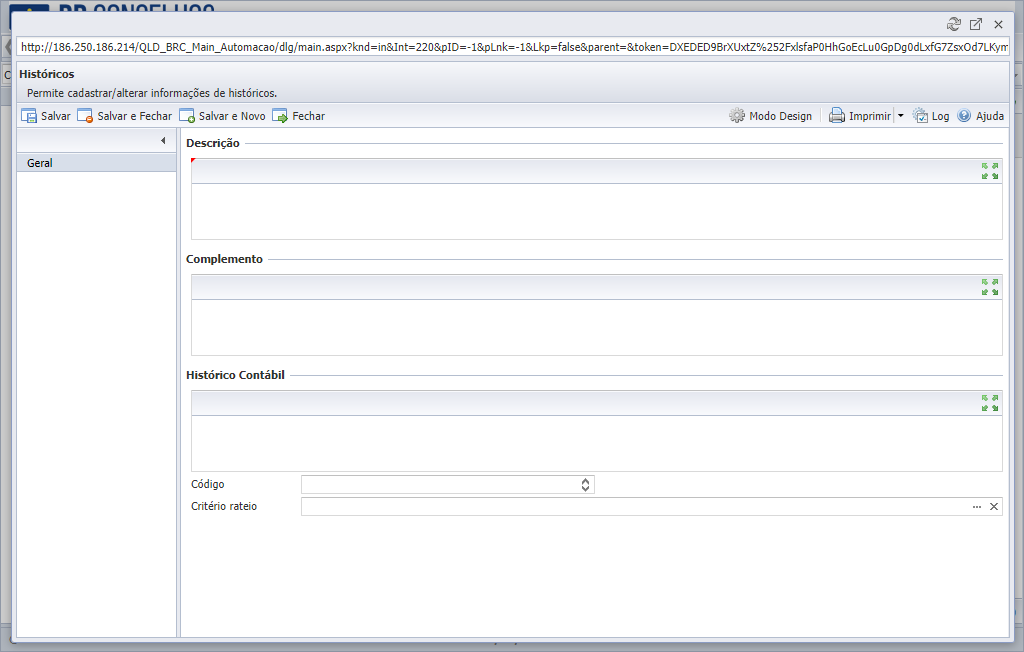 http://186.250.186.214/QLD_BRC_Main_Automacao/dlg/main.aspx?knd=in&Int=220&pID=-1&pLnk=-1&Lkp=false&parent=&token=DXEDED9BrXUxtZ%252FxlsfaP0HhGoEcLu0GpDg0dLxfG7ZsxOd7LKym
Históricos
Permite cadastrar/alterar informações de históricos.
Salvar Salvar e Fechar Salvar e Novo Fechar Modo Design Imprimir Log Ajuda
Geral
Descrição
Complemento
Histórico Contábil
Código
Critério rateio